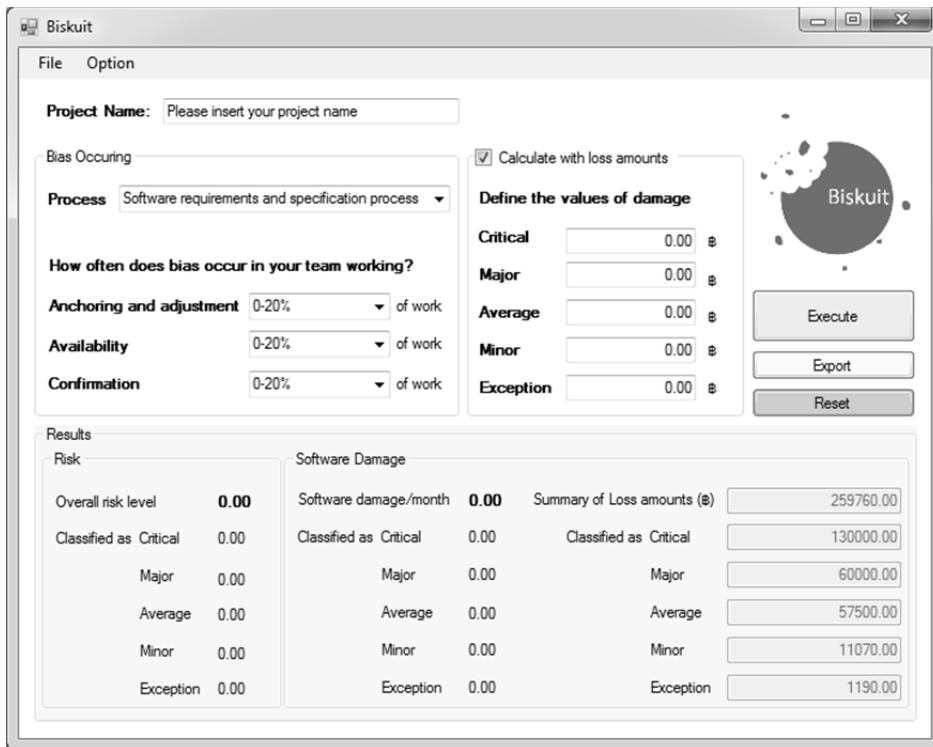 Biskuit
File Option
Project Name: Please insert your project name
Bias Occuring
Process Software requirements and specification process
How often does bias occur in your team working?
Anchoring and adjustment 0-20% of work
Availability 0-20% of work
Confirmation 0-20% of work
Calculate with loss amounts
Define the values of damage
Critical 0.00 ฿
Major 0.00 ฿
Average 0.00 ฿
Minor 0.00 ฿
Exception 0.00 ฿
Biskuit
Execute
Export
Reset
Results
Risk
Overall risk level 0.00
Classified as Critical 0.00
Major 0.00
Average 0.00
Minor 0.00
Exception 0.00
Software Damage
Software damage/month 0.00 Summary of Loss amounts (฿) 259760.00
Classified as Critical 0.00 Classified as Critical 130000.00
Major 0.00 Major 60000.00
Average 0.00 Average 57500.00
Minor 0.00 Minor 11070.00
Exception 0.00 Exception 1190.00